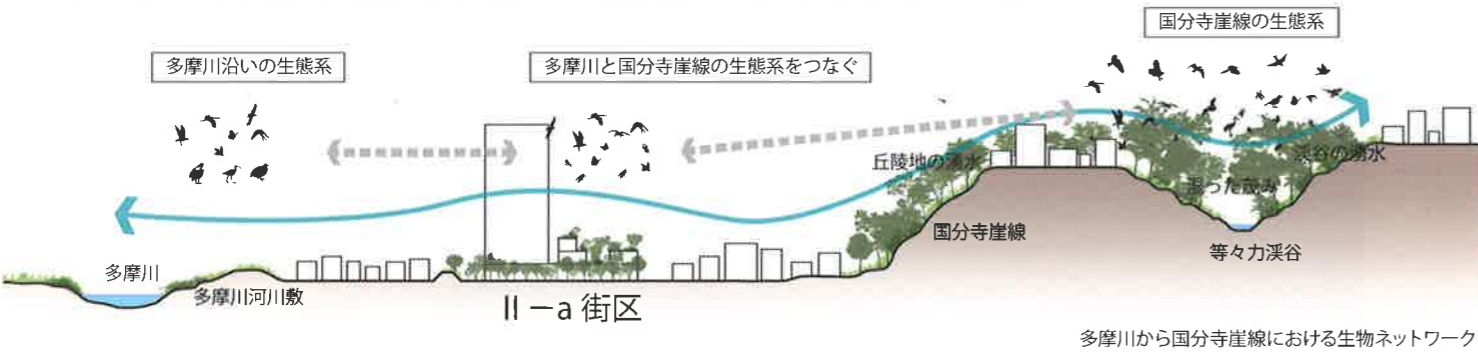 国分寺崖線の生態系
多摩川沿いの生態系
多摩川と国分寺崖線の生態系をつなぐ
丘陵地の湧水
渓谷の湧水
湿った窪み
国分寺崖線
等々力渓谷
多摩川
多摩川河川敷
Ⅱ－a 街区
多摩川から国分寺崖線における生物ネットワーク